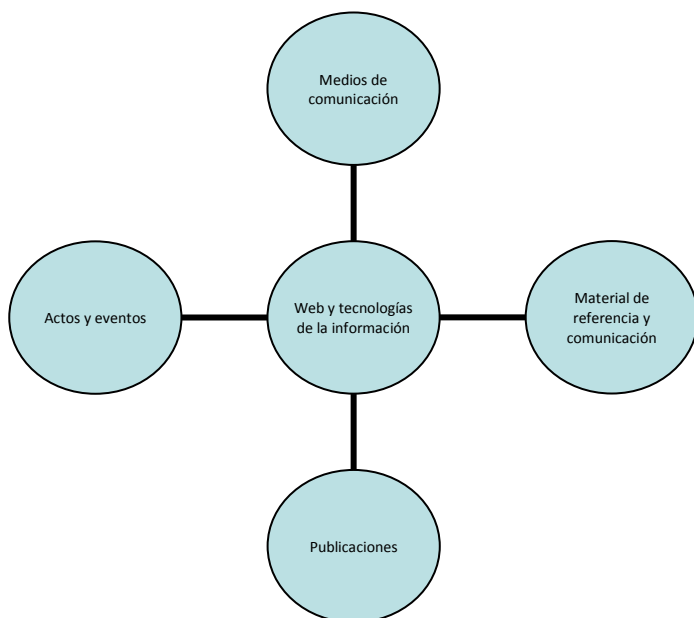 Medios de
comunicación
Actos y eventos
Web y tecnologías
de la información
Material de
referencia y
comunicación
Publicaciones